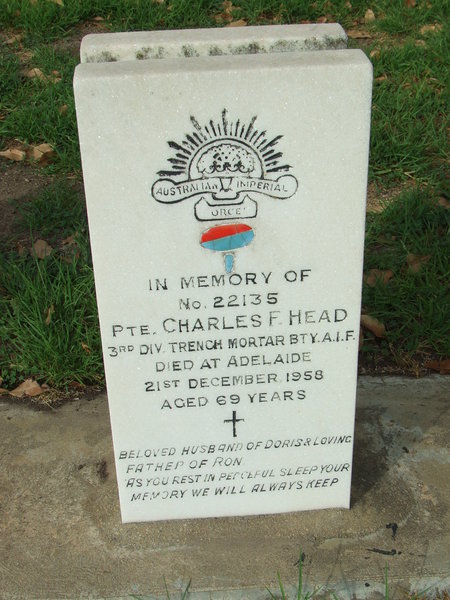 AUSTRALIAN IMPERIAL
FORCE
IN MEMORY OF
No. 22135
PTE. CHARLES F. HEAD
3RD DIV. TRENCH MORTAR BTY. A.I.F.
DIED AT ADELAIDE
21ST DECEMBER 1958
AGED 69 YEARS
BELOVED HUSBAND OF DORIS & LOVING
FATHER OF RON
AS YOU REST IN PEACEFUL SLEEP YOUR
MEMORY WE WILL ALWAYS KEEP